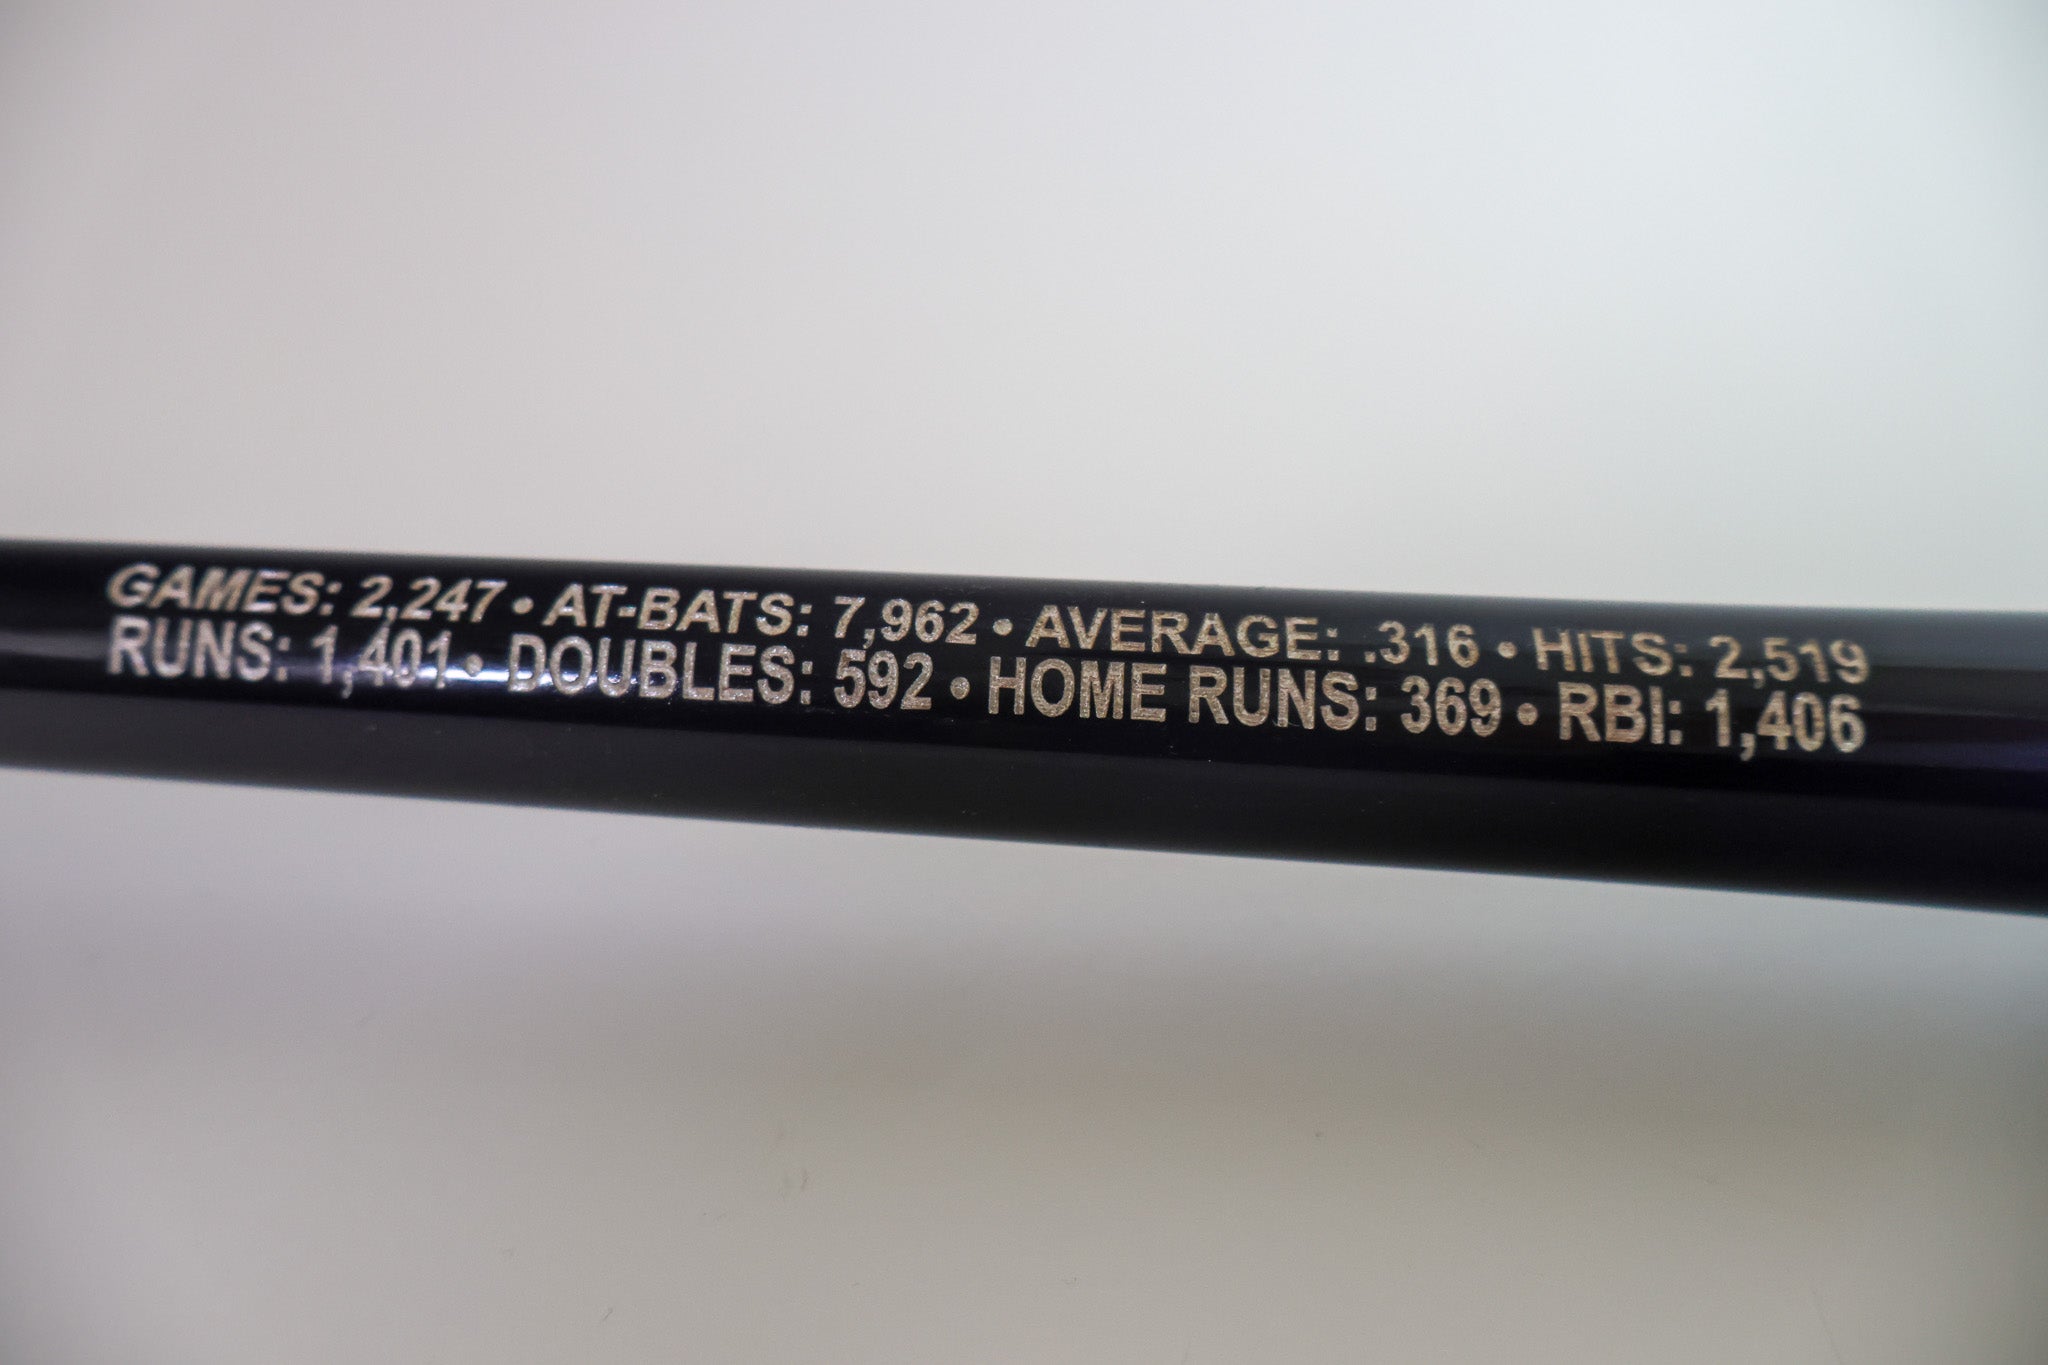 GAMES: 2,247 • AT-BATS: 7,962 • AVERAGE: .316 • HITS: 2,519
RUNS: 1,401 • DOUBLES: 592 • HOME RUNS: 369 • RBI: 1,406